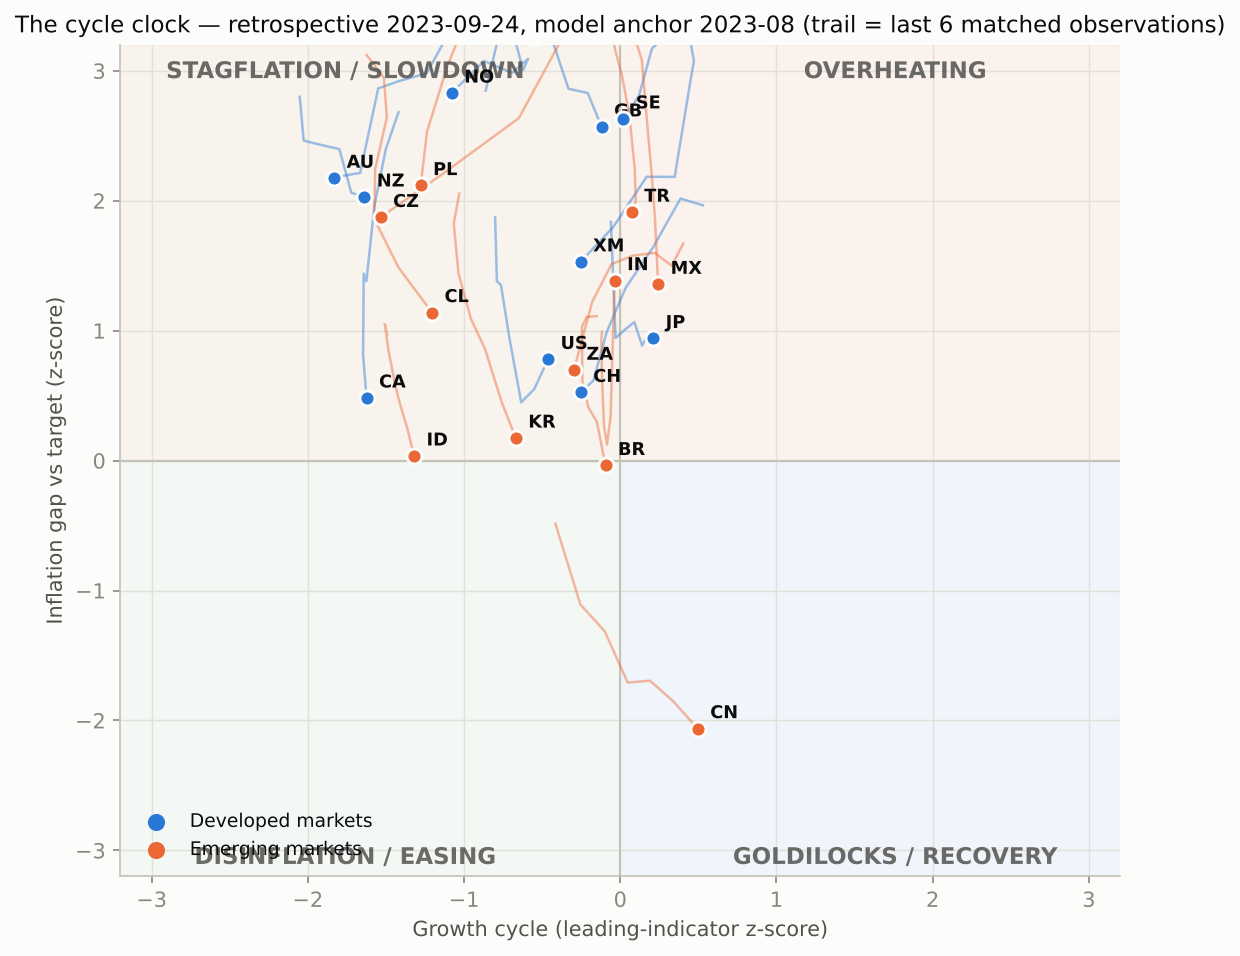 The cycle clock — retrospective 2023-09-24, model anchor 2023-08 (trail = last 6 matched observations)
STAGFLATION / SLOWDOWN
OVERHEATING
NO
GB
SE
AU
NZ
PL
CZ
TR
XM
IN
MX
CL
JP
US
ZA
CH
CA
KR
ID
BR
CN
3
2
1
0
−1
−2
−3
Inflation gap vs target (z-score)
Developed markets
Emerging markets
DISINFLATION / EASING
GOLDILOCKS / RECOVERY
−3
−2
−1
0
1
2
3
Growth cycle (leading-indicator z-score)